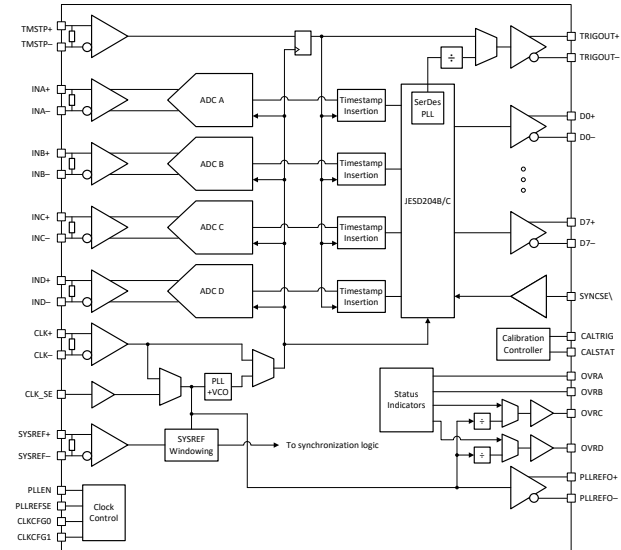 TMSTP+
TMSTP–
INA+
INA–
INB+
INB–
INC+
INC–
IND+
IND–
CLK+
CLK–
CLK_SE
SYSREF+
SYSREF–
PLLEN
PLLREFSE
CLKCFG0
CLKCFG1
ADC A
ADC B
ADC C
ADC D
PLL
+VCO
SYSREF
Windowing
To synchronization logic
Clock
Control
Timestamp
Insertion
Timestamp
Insertion
Timestamp
Insertion
Timestamp
Insertion
÷
SerDes
PLL
JESD204B/C
Calibration
Controller
Status
Indicators
÷
÷
TRIGOUT+
TRIGOUT–
D0+
D0–
D7+
D7–
SYNCSE\
CALTRIG
CALSTAT
OVRA
OVRB
OVRC
OVRD
PLLREFO+
PLLREFO–